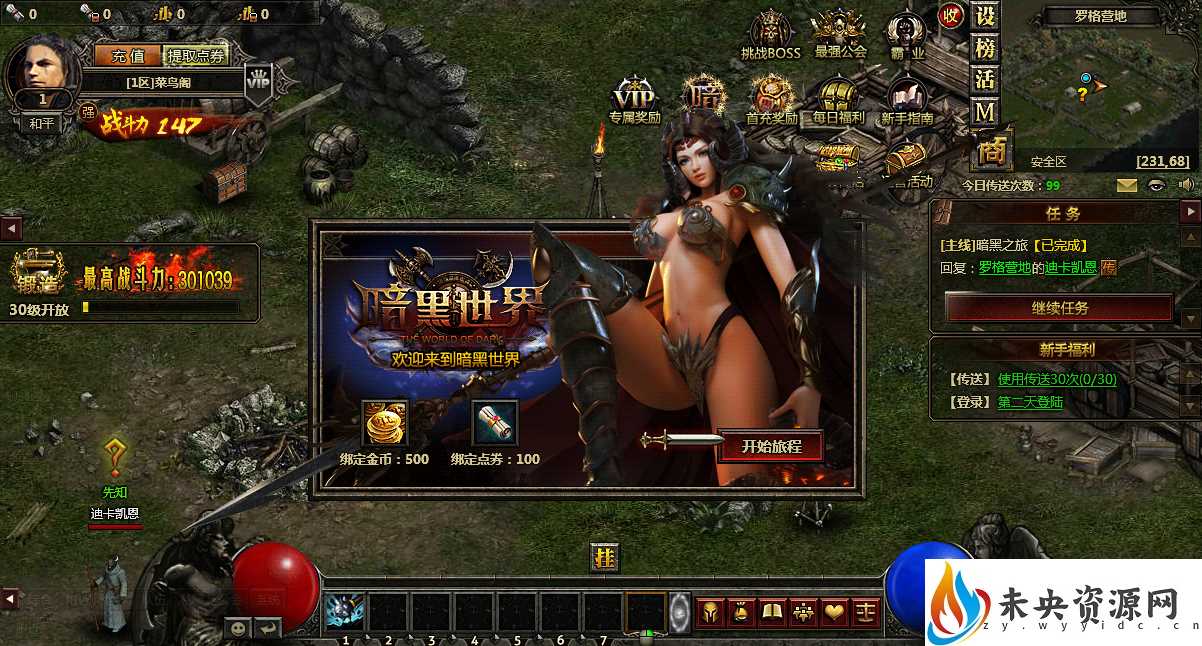 0 0 0 0
充值 提取点券
[1区]菜鸟阁
VIP
1
和平
强 战斗力 147
挑战BOSS 最强公会 霸业
收
设
榜
活
M
商
VIP 暗
专属奖励 首充奖励 每日福利 新手指南
罗格营地
?
安全区 [231,68]
今日传送次数：99
任务
[主线]暗黑之旅【已完成】
回复：罗格营地的迪卡凯恩 传
继续任务
新手福利
【传送】 使用传送30次(0/30)
【登录】 第二天登陆
锻造
最高战斗力:301039
30级开放
暗黑世界
THE WORLD OF DARK
欢迎来到暗黑世界
绑定金币：500 绑定点券：100
开始旅程
先知
迪卡凯恩
挂
1 2 3 4 5 6 7
未央资源网
zy.wyyidc.cn